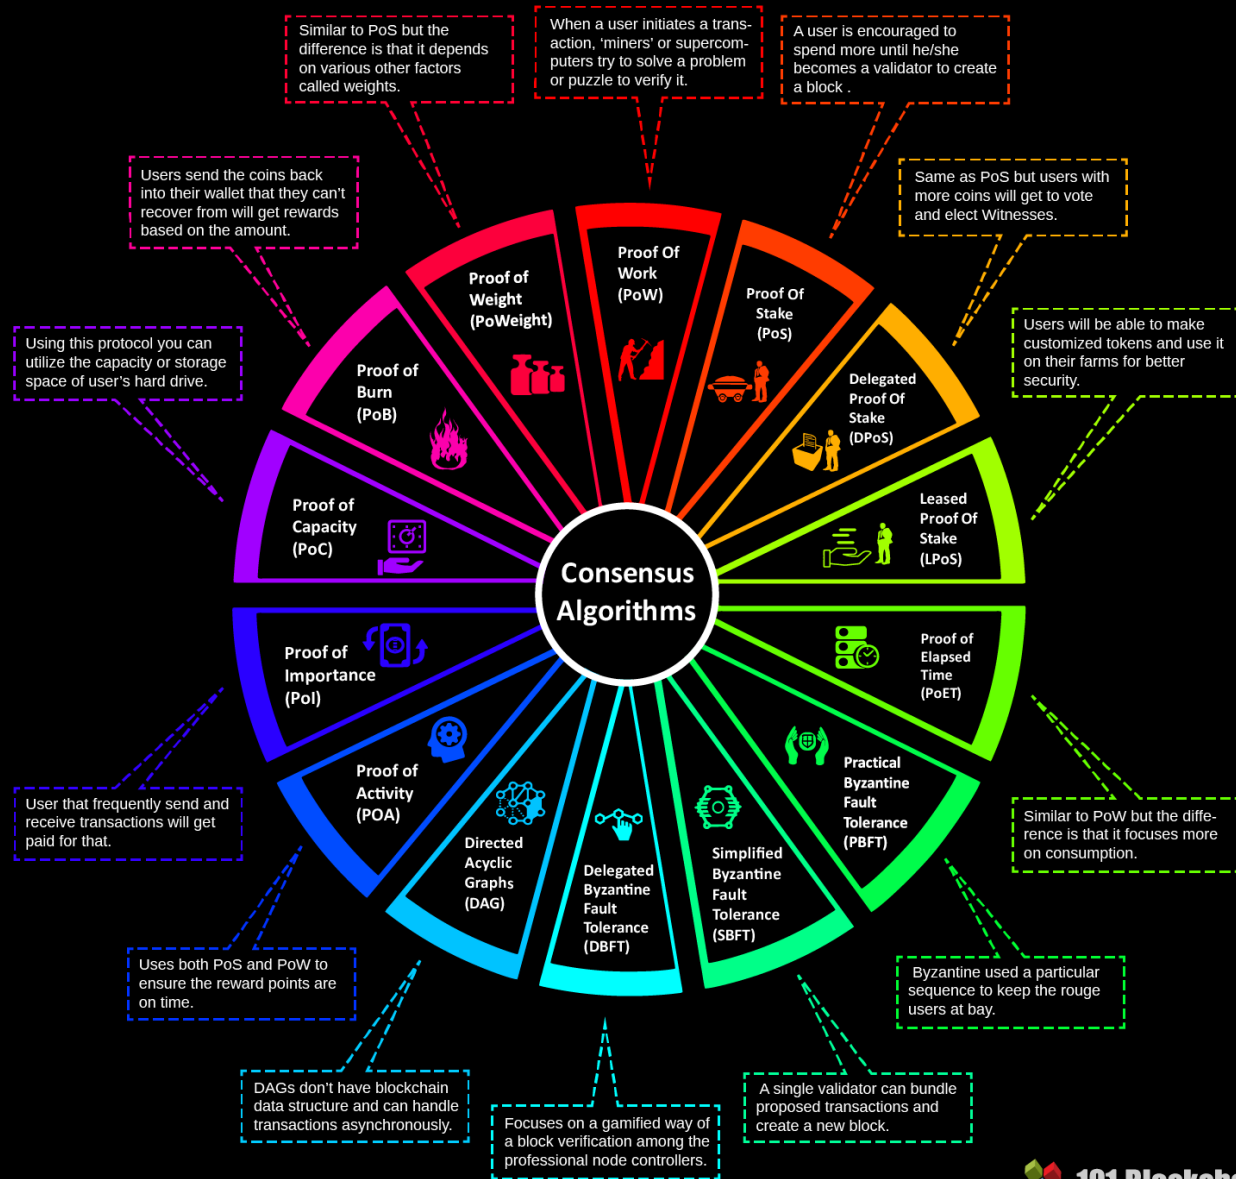 Similar to PoS but the
difference is that it depends
on various other factors
called weights.
When a user initiates a trans-
action, ‘miners’ or supercom-
puters try to solve a problem
or puzzle to verify it.
A user is encouraged to
spend more until he/she
becomes a validator to create
a block .
Users send the coins back
into their wallet that they can’t
recover from will get rewards
based on the amount.
Same as PoS but users with
more coins will get to vote
and elect Witnesses.
Using this protocol you can
utilize the capacity or storage
space of user’s hard drive.
Users will be able to make
customized tokens and use it
on their farms for better
security.
Proof of
Weight
(PoWeight)
Proof Of
Work
(PoW)
Proof Of
Stake
(PoS)
Proof of
Burn
(PoB)
Delegated
Proof Of
Stake
(DPoS)
Proof of
Capacity
(PoC)
Leased
Proof Of
Stake
(LPoS)
Consensus
Algorithms
Proof of
Importance
(PoI)
Proof of
Elapsed
Time
(PoET)
Proof of
Activity
(POA)
Directed
Acyclic
Graphs
(DAG)
Delegated
Byzantine
Fault
Tolerance
(DBFT)
Simplified
Byzantine
Fault
Tolerance
(SBFT)
Practical
Byzantine
Fault
Tolerance
(PBFT)
User that frequently send and
receive transactions will get
paid for that.
Similar to PoW but the diffe-
rence is that it focuses more
on consumption.
Uses both PoS and PoW to
ensure the reward points are
on time.
Byzantine used a particular
sequence to keep the rouge
users at bay.
DAGs don’t have blockchain
data structure and can handle
transactions asynchronously.
Focuses on a gamified way of
a block verification among the
professional node controllers.
A single validator can bundle
proposed transactions and
create a new block.
101